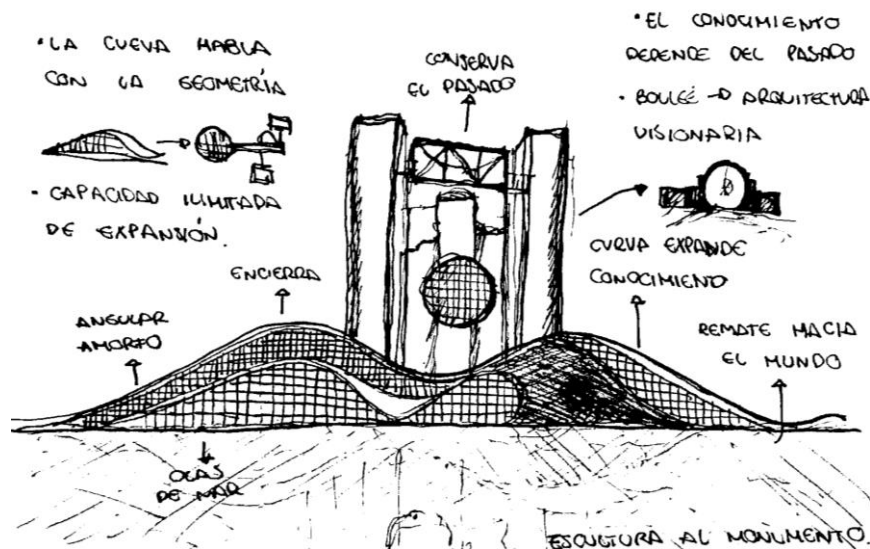 • LA CUEVA HABLA
CON LA GEOMETRÍA
• CAPACIDAD ILIMITADA
DE EXPANSIÓN.
CONSERVA
EL PASADO
• EL CONOCIMIENTO
DEPENDE DEL PASADO
• BOULEÉ → ARQUITECTURA
VISIONARIA
ENCIERRA
CURVA EXPANDE
CONOCIMIENTO
ANGULAR
AMORFO
REMATE HACIA
EL MUNDO
OLAS
DE MAR
ESCULTURA AL MONUMENTO.